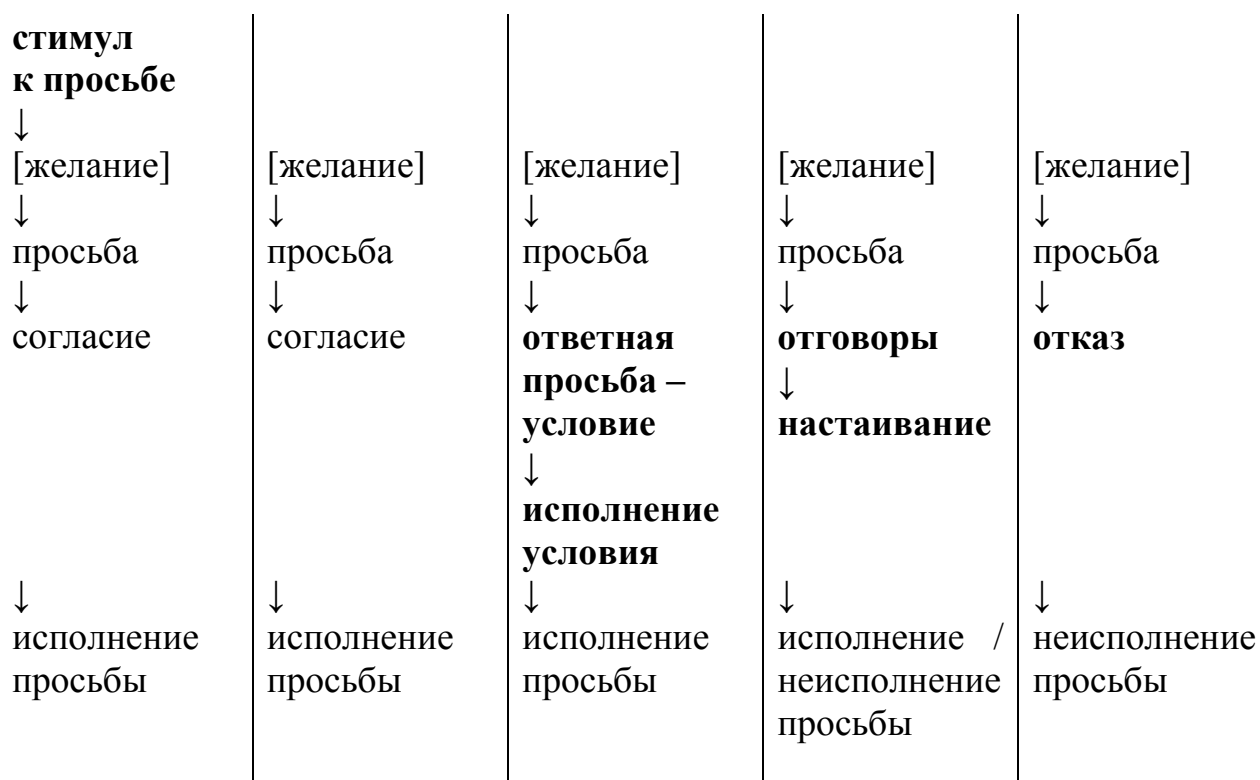 стимул
к просьбе
↓
[желание]
↓
просьба
↓
согласие
↓
исполнение
просьбы
[желание]
↓
просьба
↓
согласие
↓
исполнение
просьбы
[желание]
↓
просьба
↓
ответная
просьба –
условие
↓
исполнение
условия
↓
исполнение
просьбы
[желание]
↓
просьба
↓
отговоры
↓
настаивание
↓
исполнение /
неисполнение
просьбы
[желание]
↓
просьба
↓
отказ
↓
неисполнение
просьбы